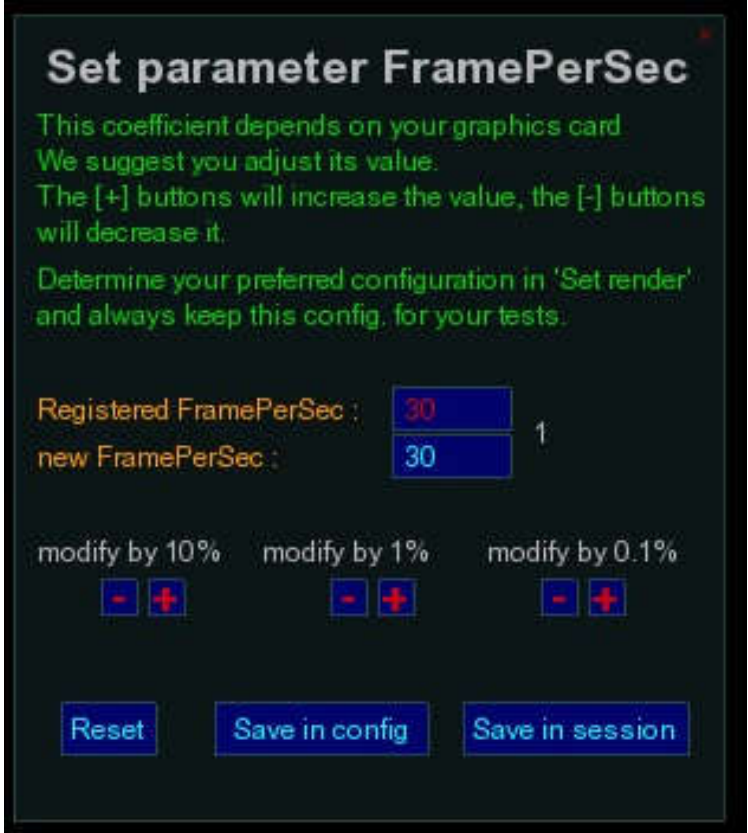 Set parameter FramePerSec
This coefficient depends on your graphics card
We suggest you adjust its value.
The [+] buttons will increase the value, the [-] buttons
will decrease it.
Determine your preferred configuration in 'Set render'
and always keep this config. for your tests.
Registered FramePerSec : 30
1
new FramePerSec : 30
modify by 10% modify by 1% modify by 0.1%
- + - + - +
Reset Save in config Save in session